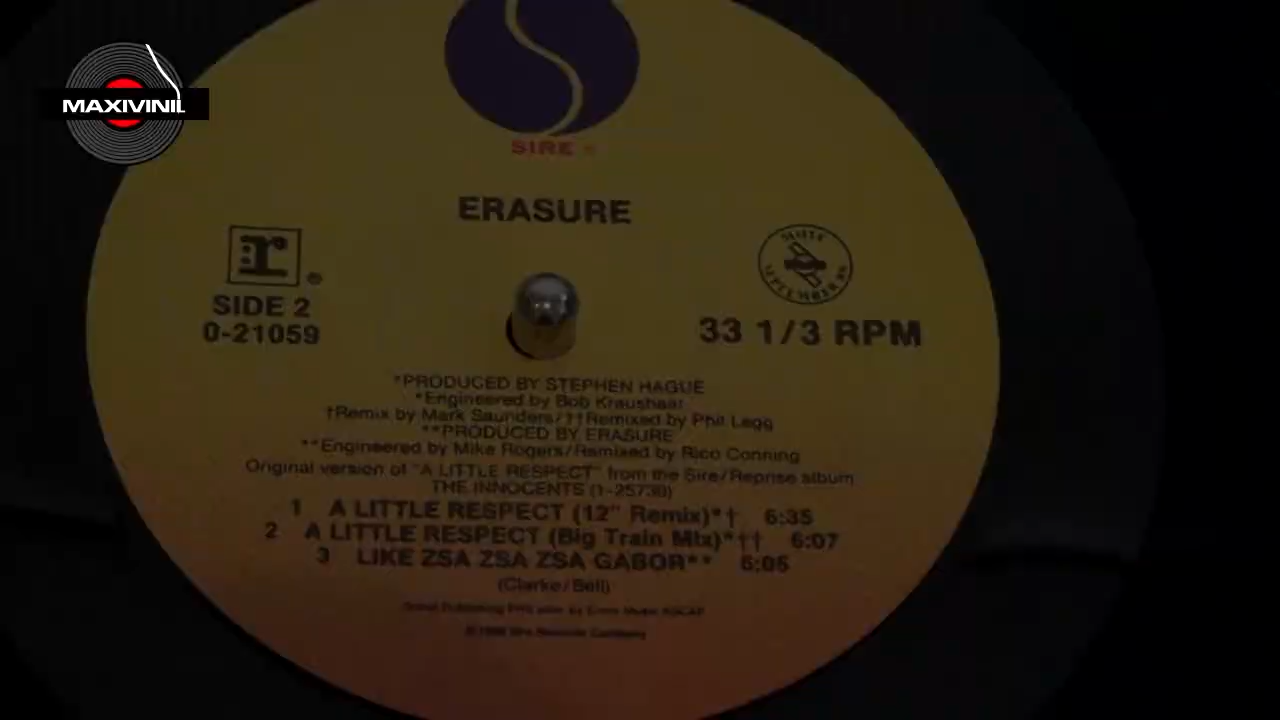 MAXIVINIL
SIRE
ERASURE
r
SIDE 2
0-21059
MUTE
33 1/3 RPM
*PRODUCED BY STEPHEN HAGUE
*Engineered by Bob Kraushaar
†Remix by Mark Saunders/††Remixed by Phil Legg
**PRODUCED BY ERASURE
**Engineered by Mike Rogers/Remixed by Rico Conning
Original version of "A LITTLE RESPECT" from the Sire/Reprise album
THE INNOCENTS (1-25730)
1 A LITTLE RESPECT (12" Remix)*† 6:35
2 A LITTLE RESPECT (Big Train Mix)*†† 6:07
3 LIKE ZSA ZSA ZSA GABOR** 6:05
(Clarke/Bell)
Sire Records Company